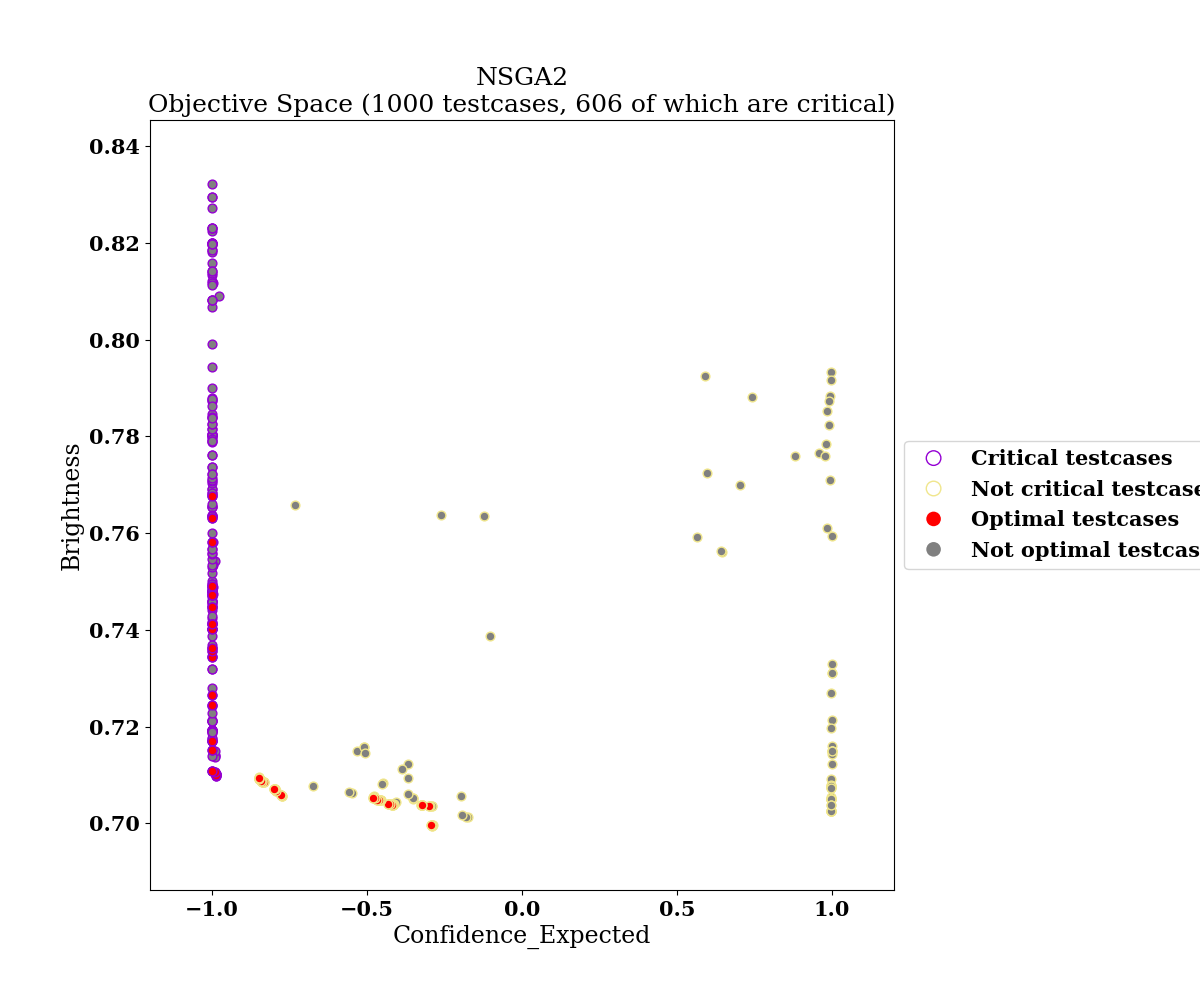 NSGA2
Objective Space (1000 testcases, 606 of which are critical)
0.84
0.82
0.80
0.78
0.76
0.74
0.72
0.70
Brightness
−1.0
−0.5
0.0
0.5
1.0
Confidence_Expected
Critical testcases
Not critical testcase
Optimal testcases
Not optimal testcas